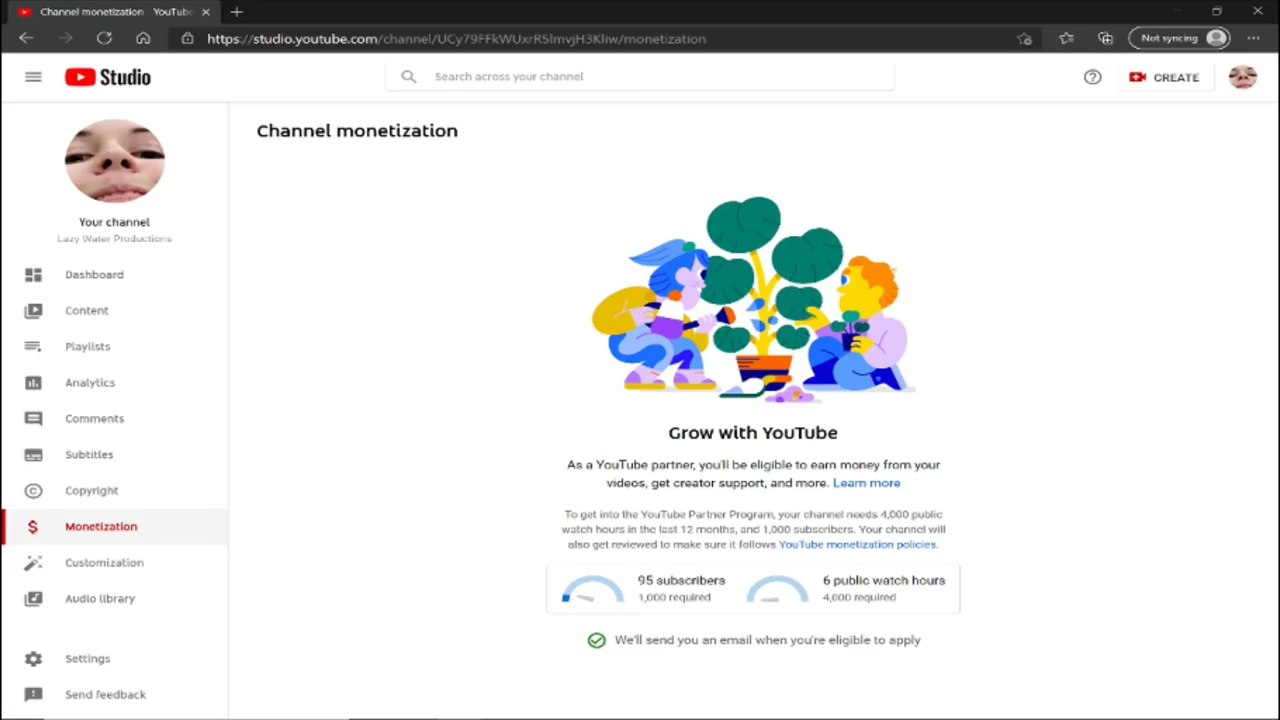 Channel monetization YouTube
https://studio.youtube.com/channel/UCy79FFkWUxrR5lmvjH3Kliw/monetization
Not syncing
Studio
Search across your channel
CREATE
Your channel
Lazy Water Productions
Dashboard
Content
Playlists
Analytics
Comments
Subtitles
Copyright
Monetization
Customization
Audio library
Settings
Send feedback
Channel monetization
Grow with YouTube
As a YouTube partner, you'll be eligible to earn money from your
videos, get creator support, and more. Learn more
To get into the YouTube Partner Program, your channel needs 4,000 public
watch hours in the last 12 months, and 1,000 subscribers. Your channel will
also get reviewed to make sure it follows YouTube monetization policies.
95 subscribers
1,000 required
6 public watch hours
4,000 required
We'll send you an email when you're eligible to apply